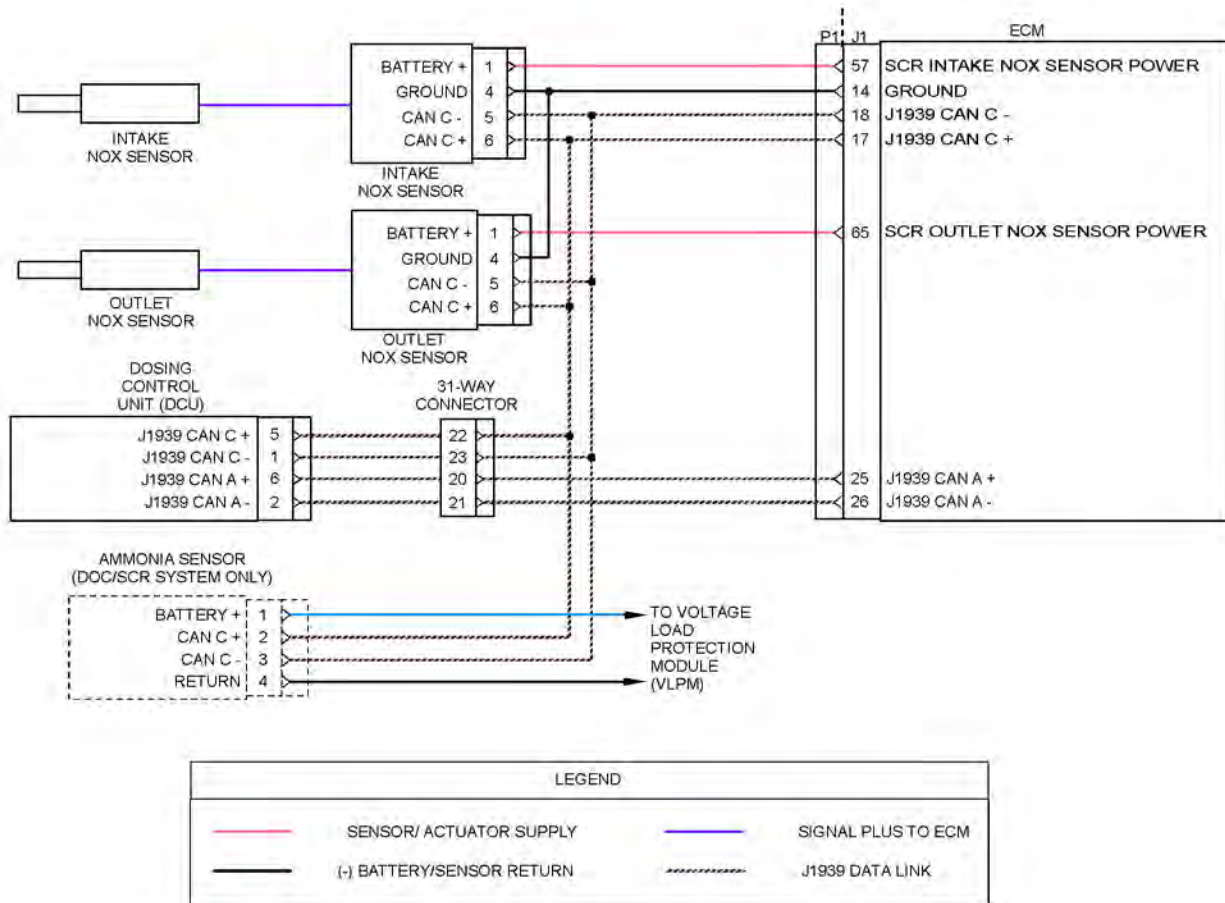 P1 J1
ECM
INTAKE
NOX SENSOR
BATTERY + 1
GROUND 4
CAN C - 5
CAN C + 6
INTAKE
NOX SENSOR
57 SCR INTAKE NOX SENSOR POWER
14 GROUND
18 J1939 CAN C -
17 J1939 CAN C +
OUTLET
NOX SENSOR
BATTERY + 1
GROUND 4
CAN C - 5
CAN C + 6
OUTLET
NOX SENSOR
65 SCR OUTLET NOX SENSOR POWER
DOSING
CONTROL
UNIT (DCU)
J1939 CAN C + 5
J1939 CAN C - 1
J1939 CAN A + 6
J1939 CAN A - 2
31-WAY
CONNECTOR
22
23
20
21
25 J1939 CAN A +
26 J1939 CAN A -
AMMONIA SENSOR
(DOC/SCR SYSTEM ONLY)
BATTERY + 1
CAN C + 2
CAN C - 3
RETURN 4
TO VOLTAGE
LOAD
PROTECTION
MODULE
(VLPM)
LEGEND
SENSOR/ ACTUATOR SUPPLY
SIGNAL PLUS TO ECM
(-) BATTERY/SENSOR RETURN
J1939 DATA LINK